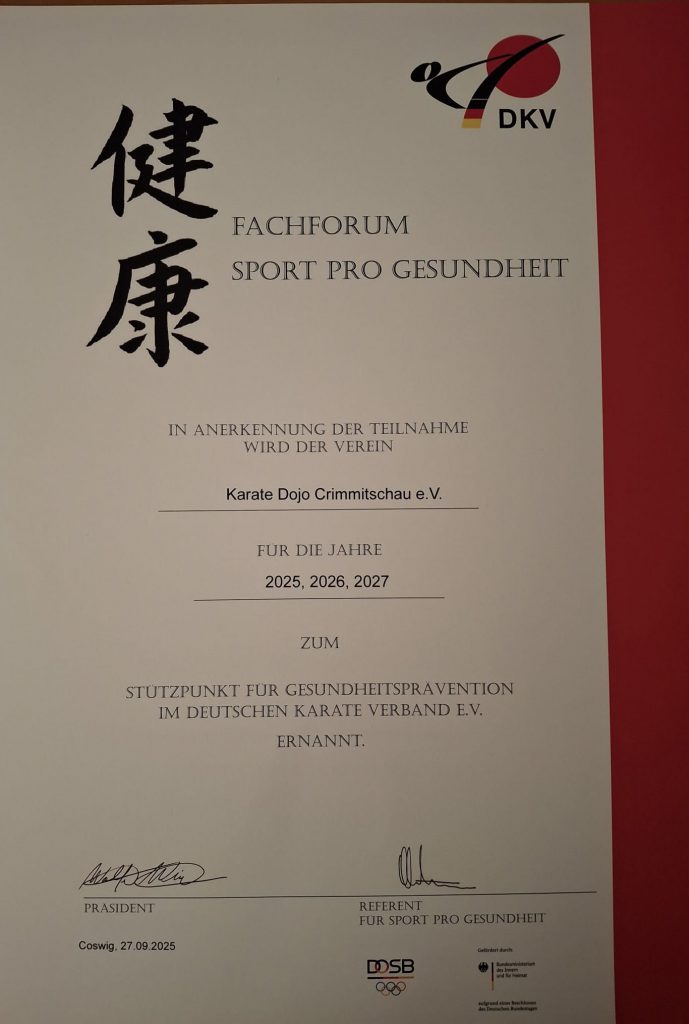 DKV
健
康
FACHFORUM
SPORT PRO GESUNDHEIT
IN ANERKENNUNG DER TEILNAHME
WIRD DER VEREIN
Karate Dojo Crimmitschau e.V.
FÜR DIE JAHRE
2025, 2026, 2027
ZUM
STÜTZPUNKT FÜR GESUNDHEITSPRÄVENTION
IM DEUTSCHEN KARATE VERBAND E.V.
ERNANNT.
PRÄSIDENT
REFERENT
FÜR SPORT PRO GESUNDHEIT
Coswig, 27.09.2025
DOSB
Gefördert durch:
Bundesministerium
des Innern
und für Heimat
aufgrund eines Beschlusses
des Deutschen Bundestages